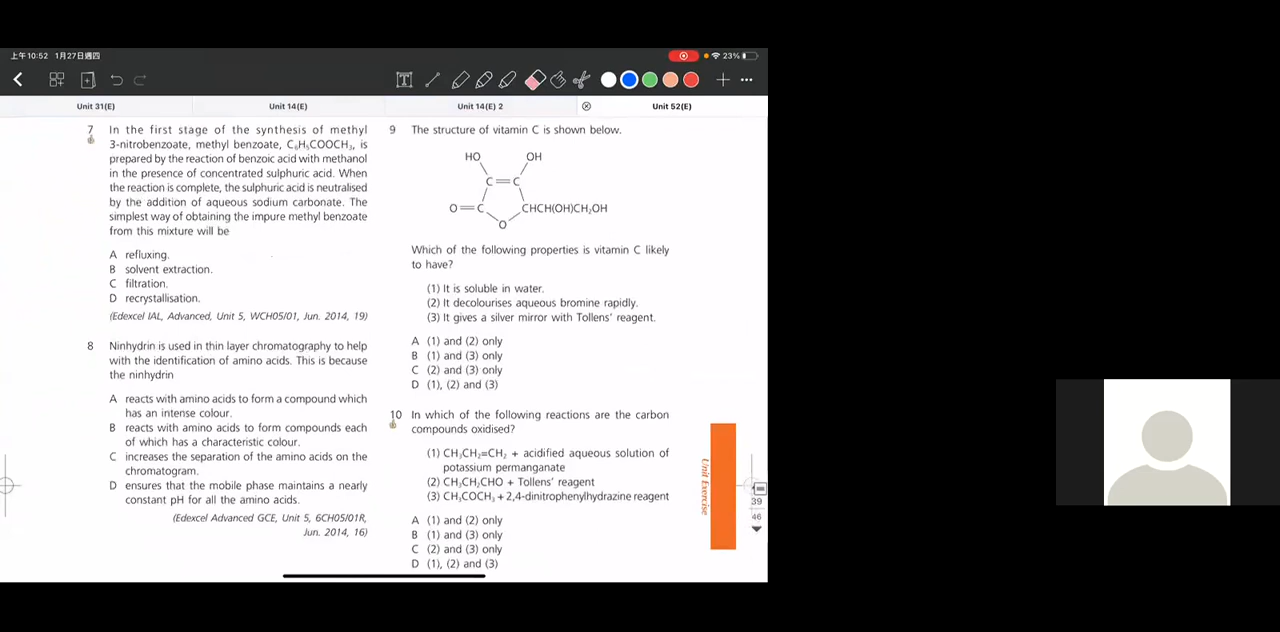 上午10:52 1月27日週四
23%
Unit 31(E)
Unit 14(E)
Unit 14(E) 2
Unit 52(E)
7 In the first stage of the synthesis of methyl
3-nitrobenzoate, methyl benzoate, C₆H₅COOCH₃, is
prepared by the reaction of benzoic acid with methanol
in the presence of concentrated sulphuric acid. When
the reaction is complete, the sulphuric acid is neutralised
by the addition of aqueous sodium carbonate. The
simplest way of obtaining the impure methyl benzoate
from this mixture will be
A refluxing.
B solvent extraction.
C filtration.
D recrystallisation.
(Edexcel IAL, Advanced, Unit 5, WCH05/01, Jun. 2014, 19)
8 Ninhydrin is used in thin layer chromatography to help
with the identification of amino acids. This is because
the ninhydrin
A reacts with amino acids to form a compound which
has an intense colour.
B reacts with amino acids to form compounds each
of which has a characteristic colour.
C increases the separation of the amino acids on the
chromatogram.
D ensures that the mobile phase maintains a nearly
constant pH for all the amino acids.
(Edexcel Advanced GCE, Unit 5, 6CH05/01R,
Jun. 2014, 16)
9 The structure of vitamin C is shown below.
HO OH
C=C
O=C CHCH(OH)CH₂OH
O
Which of the following properties is vitamin C likely
to have?
(1) It is soluble in water.
(2) It decolourises aqueous bromine rapidly.
(3) It gives a silver mirror with Tollens' reagent.
A (1) and (2) only
B (1) and (3) only
C (2) and (3) only
D (1), (2) and (3)
10 In which of the following reactions are the carbon
compounds oxidised?
(1) CH₃CH₂=CH₂ + acidified aqueous solution of
potassium permanganate
(2) CH₃CH₂CHO + Tollens' reagent
(3) CH₃COCH₃ + 2,4-dinitrophenylhydrazine reagent
A (1) and (2) only
B (1) and (3) only
C (2) and (3) only
D (1), (2) and (3)
Unit Exercise
39
46